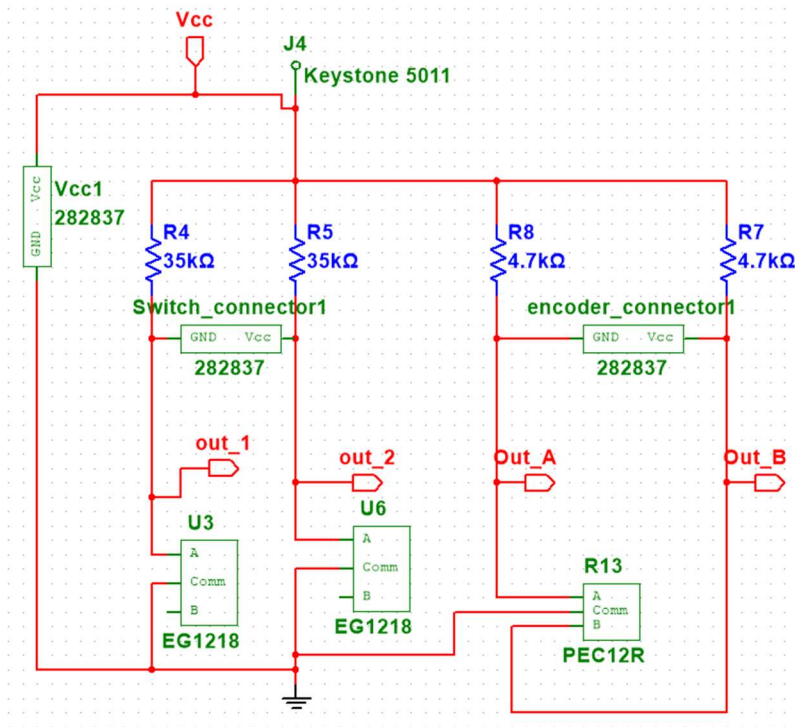 Vcc
J4
Keystone 5011
Vcc
Vcc1
282837
GND
R4
35kΩ
R5
35kΩ
R8
4.7kΩ
R7
4.7kΩ
Switch_connector1
encoder_connector1
GND Vcc
GND Vcc
282837
282837
out_1
out_2
Out_A
Out_B
U3
U6
A
Comm
B
EG1218
A
Comm
B
EG1218
R13
A
Comm
B
PEC12R